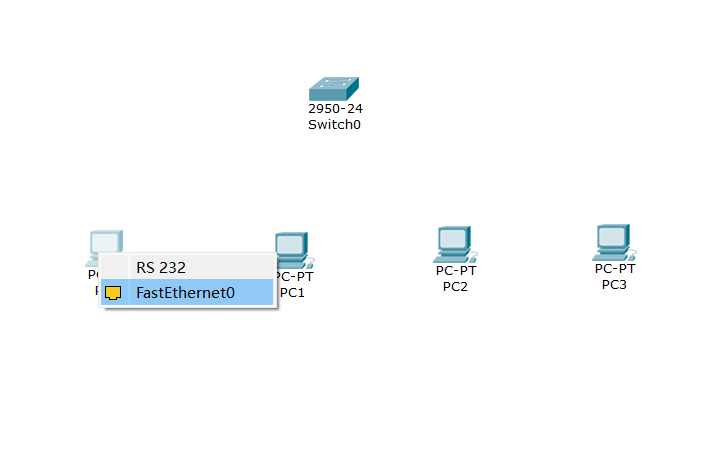 2950-24
Switch0
RS 232
FastEthernet0
PC-PT
PC1
PC-PT
PC2
PC-PT
PC3